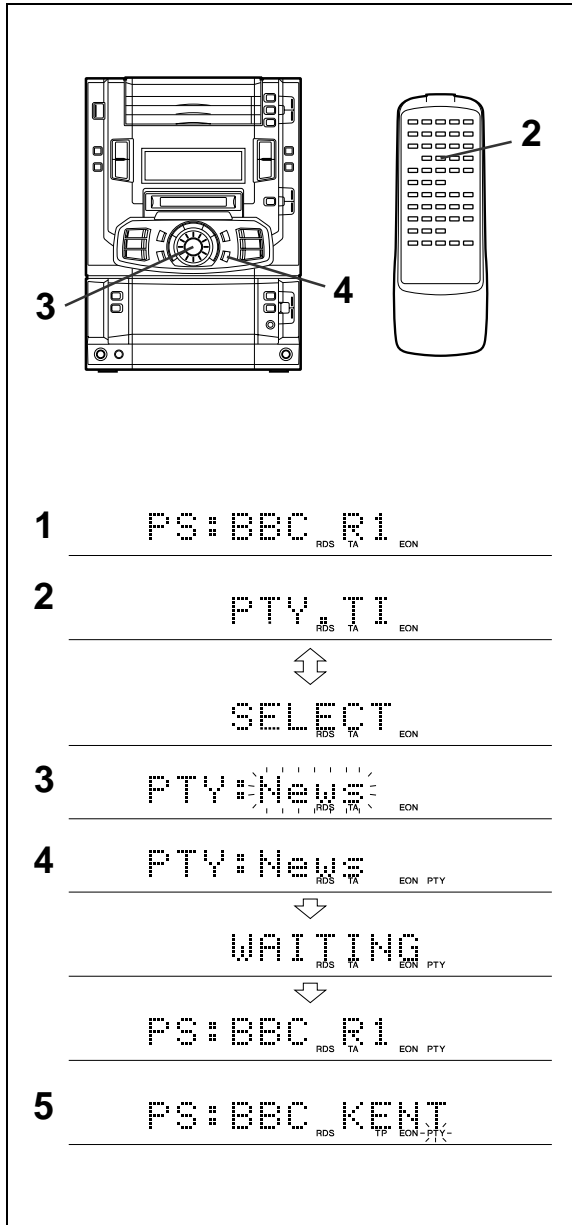 2
3
4
1 PS:BBC R1
RDS TA EON
2 PTY.TI
RDS TA EON
SELECT
RDS TA EON
3 PTY:News
RDS TA EON
4 PTY:News
RDS TA EON PTY
WAITING
RDS TA EON PTY
PS:BBC R1
RDS TA EON PTY
5 PS:BBC KENT
RDS TP EON PTY